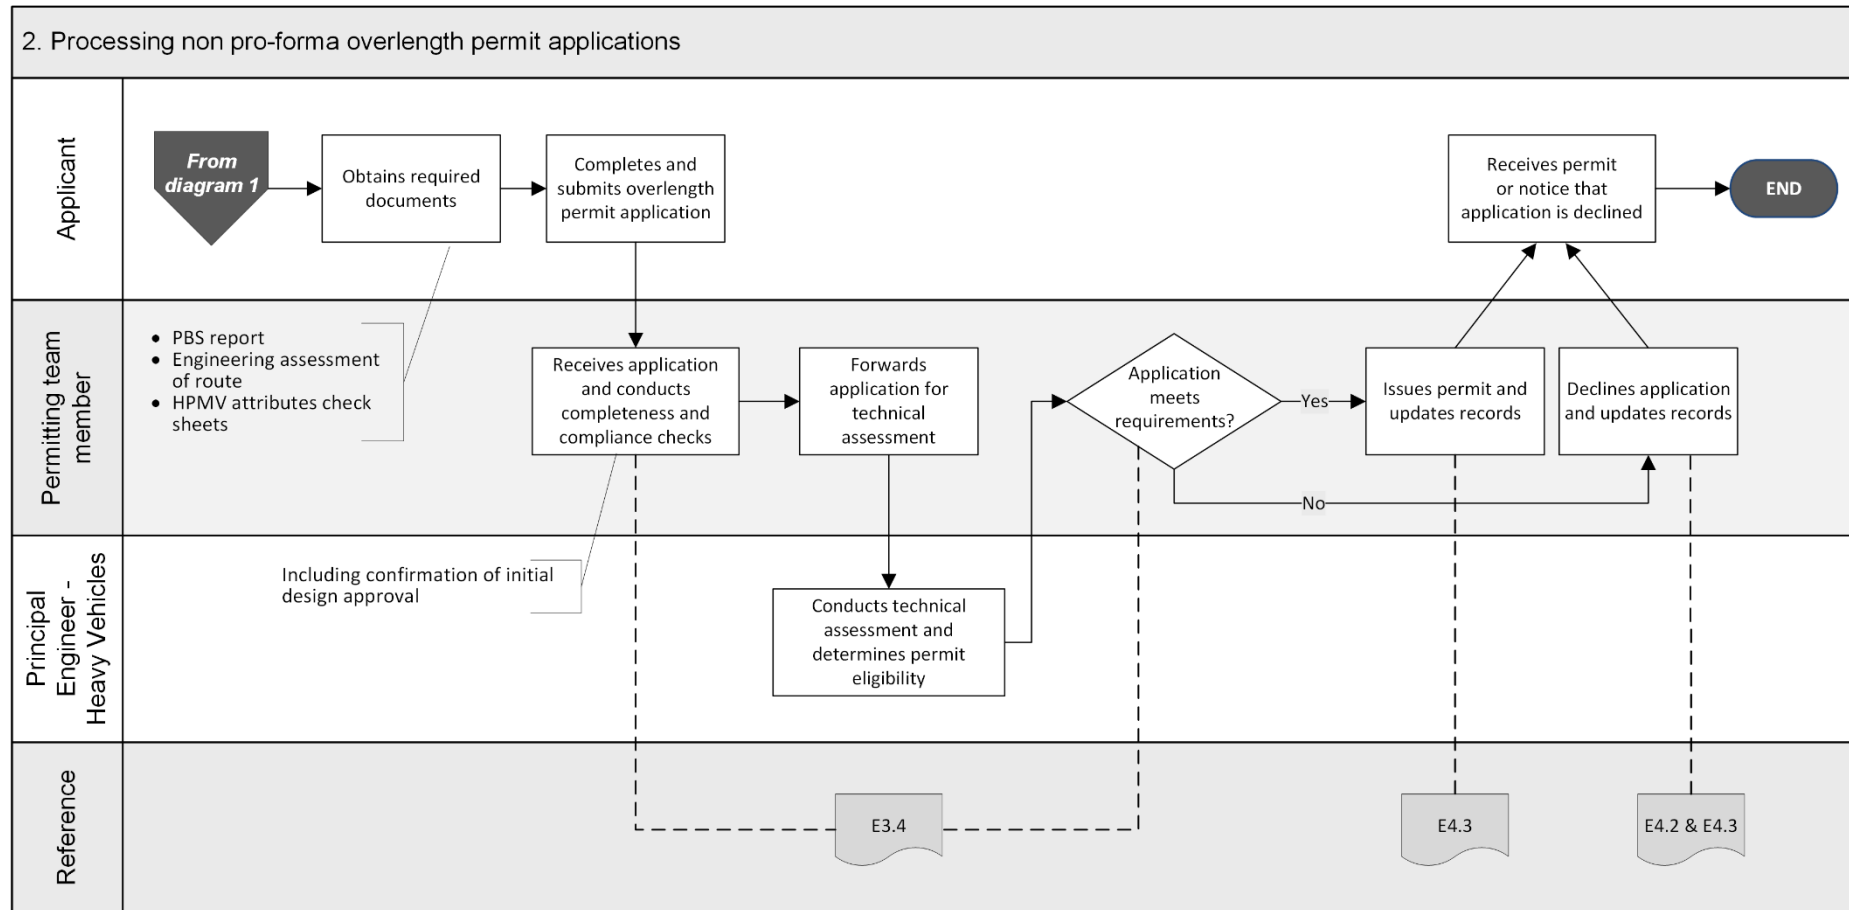 2. Processing non pro-forma overlength permit applications
Applicant
From
diagram 1
Obtains required
documents
Completes and
submits overlength
permit application
Receives permit
or notice that
application is declined
END
Permitting team
member
• PBS report
• Engineering assessment
of route
• HPMV attributes check
sheets
Receives application
and conducts
completeness and
compliance checks
Forwards
application for
technical
assessment
Application
meets
requirements?
Yes
No
Issues permit and
updates records
Declines application
and updates records
Principal
Engineer -
Heavy Vehicles
Including confirmation of initial
design approval
Conducts technical
assessment and
determines permit
eligibility
Reference
E3.4
E4.3
E4.2 & E4.3